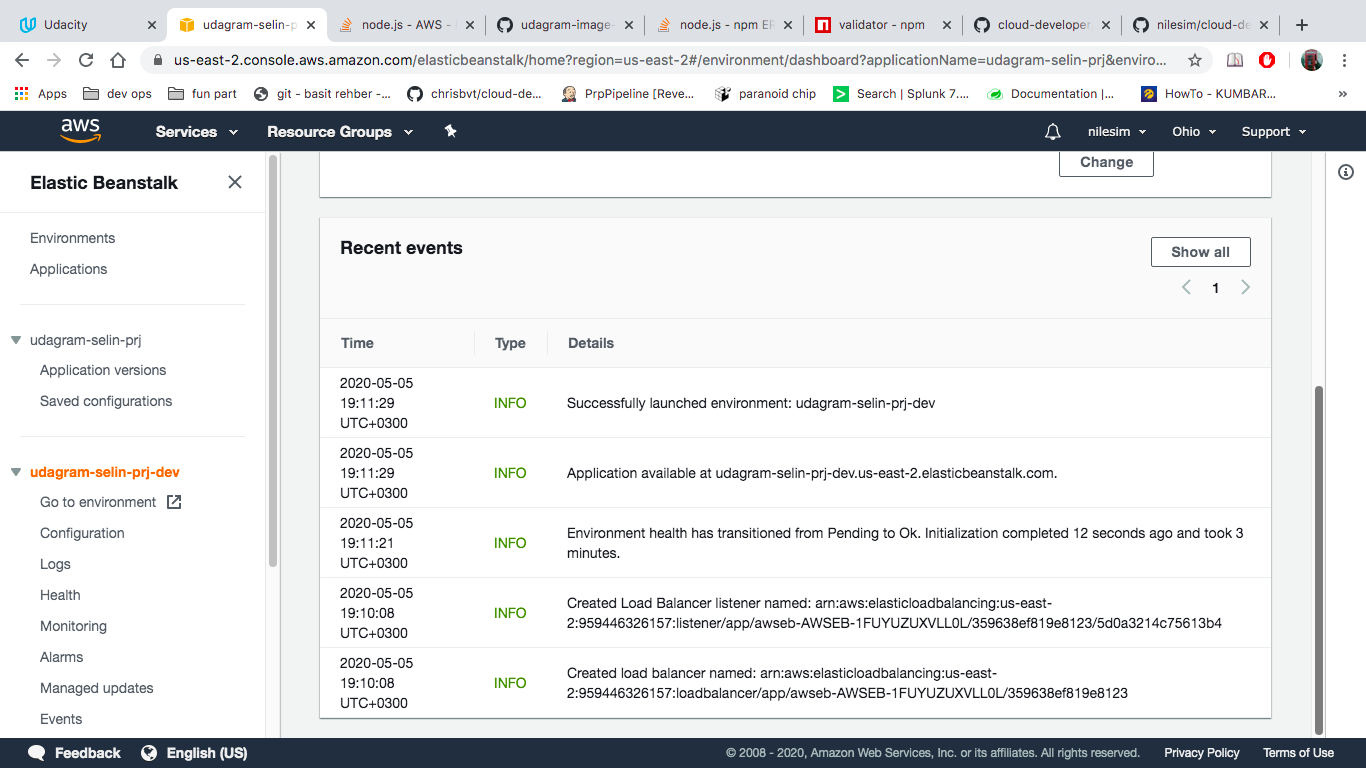 Udacity
udagram-selin-p
node.js - AWS -
udagram-image-
node.js - npm ER
validator - npm
cloud-developer
nilesim/cloud-de
us-east-2.console.aws.amazon.com/elasticbeanstalk/home?region=us-east-2#/environment/dashboard?applicationName=udagram-selin-prj&enviro...
Apps
dev ops
fun part
git - basit rehber -...
chrisbvt/cloud-de...
PrpPipeline [Reve...
paranoid chip
Search | Splunk 7....
Documentation |...
HowTo - KUMBAR...
»
aws
Services
Resource Groups
nilesim
Ohio
Support
Elastic Beanstalk
Environments
Applications
udagram-selin-prj
Application versions
Saved configurations
udagram-selin-prj-dev
Go to environment
Configuration
Logs
Health
Monitoring
Alarms
Managed updates
Events
Change
Recent events
Show all
1
Time Type Details
2020-05-05
19:11:29
UTC+0300
INFO
Successfully launched environment: udagram-selin-prj-dev
2020-05-05
19:11:29
UTC+0300
INFO
Application available at udagram-selin-prj-dev.us-east-2.elasticbeanstalk.com.
2020-05-05
19:11:21
UTC+0300
INFO
Environment health has transitioned from Pending to Ok. Initialization completed 12 seconds ago and took 3
minutes.
2020-05-05
19:10:08
UTC+0300
INFO
Created Load Balancer listener named: arn:aws:elasticloadbalancing:us-east-
2:959446326157:listener/app/awseb-AWSEB-1FUYUZUXVLL0L/359638ef819e8123/5d0a3214c75613b4
2020-05-05
19:10:08
UTC+0300
INFO
Created load balancer named: arn:aws:elasticloadbalancing:us-east-
2:959446326157:loadbalancer/app/awseb-AWSEB-1FUYUZUXVLL0L/359638ef819e8123
Feedback
English (US)
© 2008 - 2020, Amazon Web Services, Inc. or its affiliates. All rights reserved.
Privacy Policy
Terms of Use